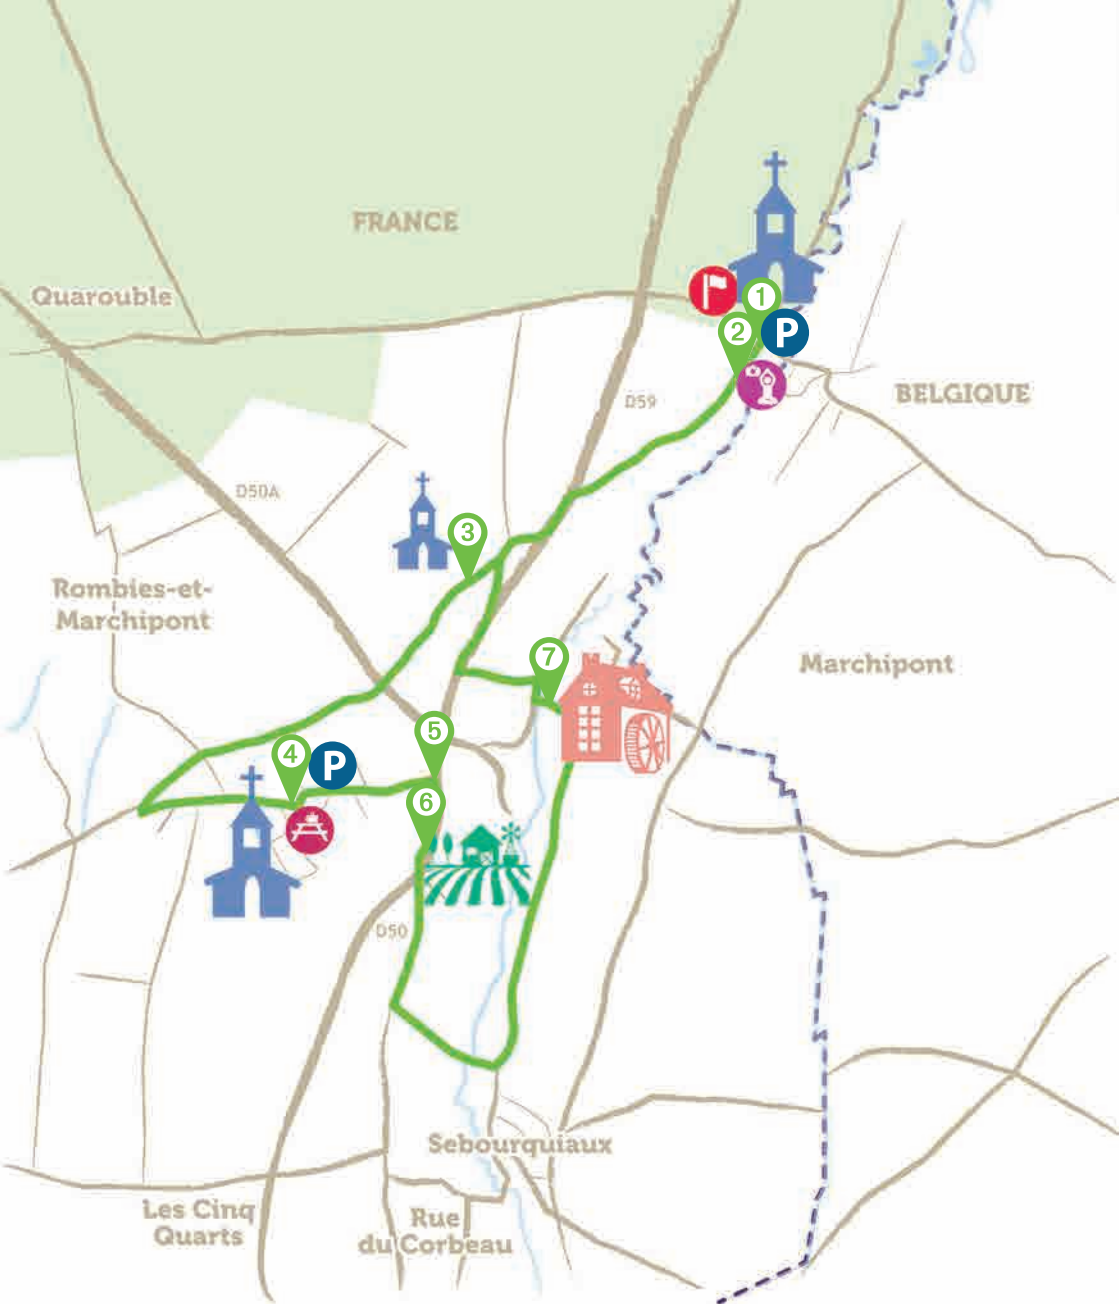 FRANCE
Quarouble
1
2
P
BELGIQUE
D59
D50A
3
Rombies-et-
Marchipont
7
Marchipont
5
4
P
6
D50
Sebourquiaux
Les Cinq
Quarts
Rue
du Corbeau